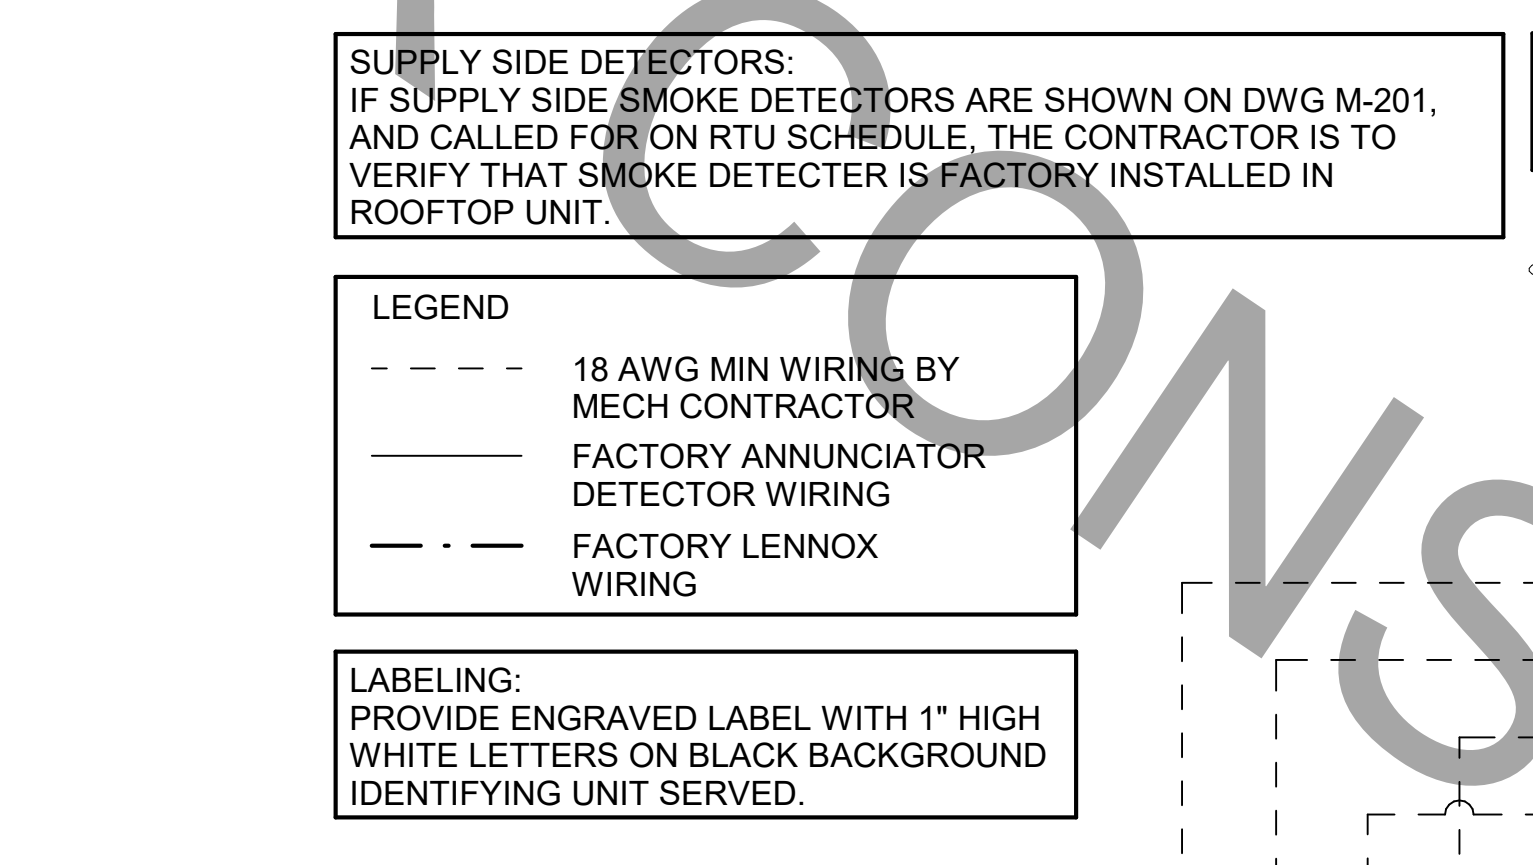 SUPPLY SIDE DETECTORS:
IF SUPPLY SIDE SMOKE DETECTORS ARE SHOWN ON DWG M-201,
AND CALLED FOR ON RTU SCHEDULE, THE CONTRACTOR IS TO
VERIFY THAT SMOKE DETECTER IS FACTORY INSTALLED IN
ROOFTOP UNIT.
LEGEND
18 AWG MIN WIRING BY
MECH CONTRACTOR
FACTORY ANNUNCIATOR
DETECTOR WIRING
FACTORY LENNOX
WIRING
LABELING:
PROVIDE ENGRAVED LABEL WITH 1" HIGH
WHITE LETTERS ON BLACK BACKGROUND
IDENTIFYING UNIT SERVED.
CONS